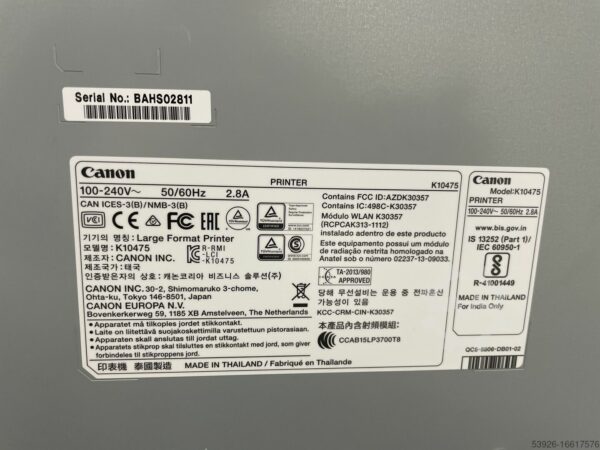 Serial No.: BAHS02811
Canon
PRINTER
K10475
100-240V~ 50/60Hz 2.8A
CAN ICES-3(B)/NMB-3(B)
기기의 명칭: Large Format Printer
모델명: K10475
R-RMI
-LCI
-K10475
제조자: CANON INC.
제조국가: 태국
인증받은자의 상호: 캐논코리아 비즈니스 솔루션(주)
CANON INC. 30-2, Shimomaruko 3-chome,
Ohta-ku, Tokyo 146-8501, Japan
CANON EUROPA N.V.
Bovenkerkerweg 59, 1185 XB Amstelveen, The Netherlands
• Apparatet må tilkoples jordet stikkontakt.
• Laite on liitettävä suojakoskettimilla varustettuun pistorasiaan.
• Apparaten skall anslutas till jordat uttag.
• Apparatets stikprop skal tilsluttes en stikkontakt med jord, som giver
forbindelse til stikproppens jord.
印表機 泰國製造 MADE IN THAILAND / Fabriqué en Thaïlande
Contains FCC ID:AZDK30357
Contains IC:498C-K30357
Módulo WLAN K30357
(RCPCAK313-1112)
instalado adentro de este producto
Este equipamento possui um módulo
de radiação restrita homologado na
Anatel sob o número 02237-13-09033.
TA-2013/980
APPROVED
당해 무선설비는 운용 중 전파혼신
가능성이 있음
KCC-CRM-CIN-K30357
本產品內含射頻模組:
CCAB15LP3700T8
Canon
Model:K10475
PRINTER
100-240V~ 50/60Hz 2.8A
www.bis.gov.in
IS 13252 (Part 1)/
IEC 60950-1
R-41001449
MADE IN THAILAND
For India Only
53926-16617576